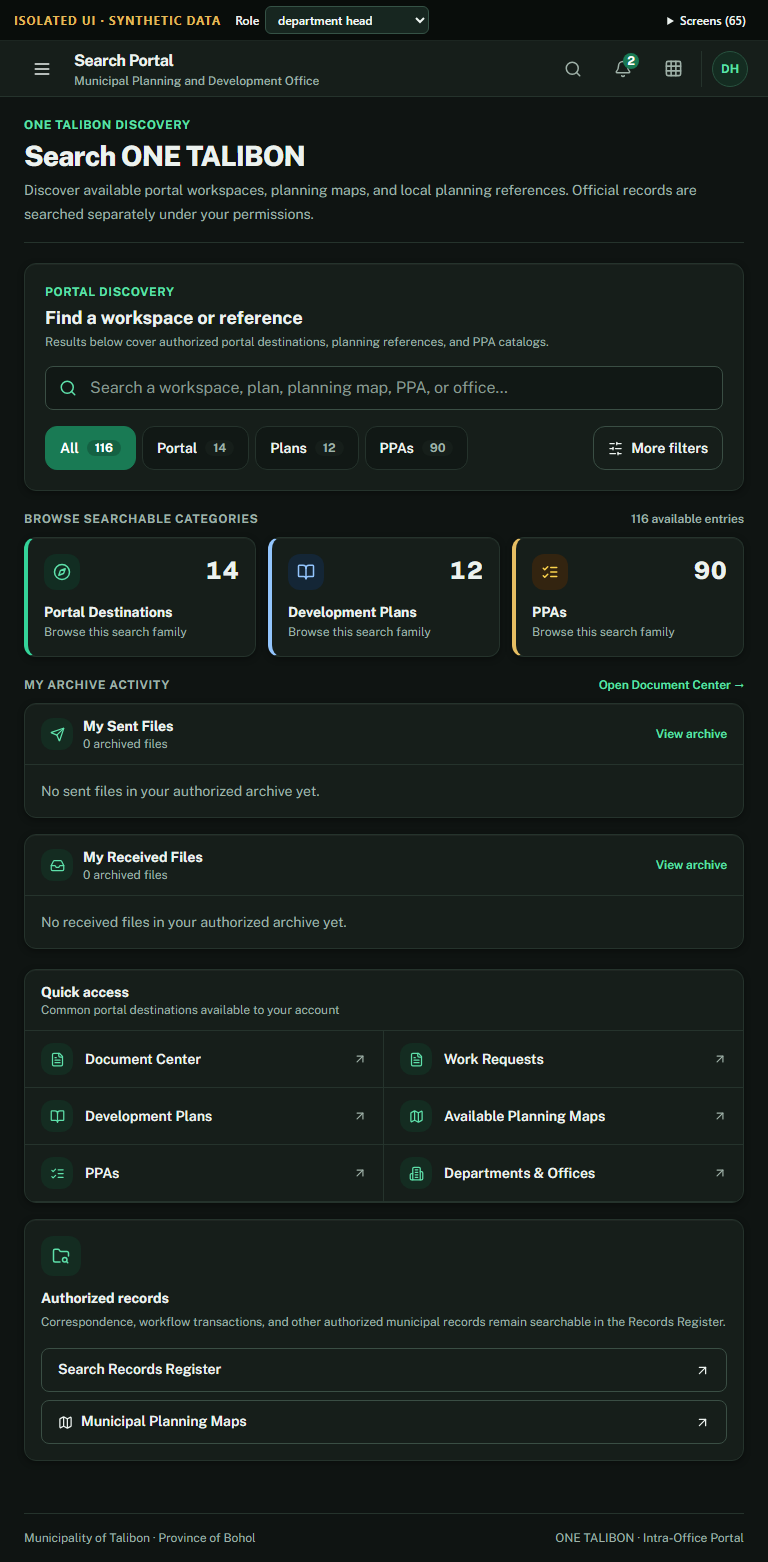 ISOLATED UI · SYNTHETIC DATA Role department head ▶ Screens (65)
Search Portal
Municipal Planning and Development Office
2
DH
ONE TALIBON DISCOVERY
Search ONE TALIBON
Discover available portal workspaces, planning maps, and local planning references. Official records are
searched separately under your permissions.
PORTAL DISCOVERY
Find a workspace or reference
Results below cover authorized portal destinations, planning references, and PPA catalogs.
Search a workspace, plan, planning map, PPA, or office...
All 116 Portal 14 Plans 12 PPAs 90 More filters
BROWSE SEARCHABLE CATEGORIES 116 available entries
14
Portal Destinations
Browse this search family
12
Development Plans
Browse this search family
90
PPAs
Browse this search family
MY ARCHIVE ACTIVITY Open Document Center →
My Sent Files
0 archived files
View archive
No sent files in your authorized archive yet.
My Received Files
0 archived files
View archive
No received files in your authorized archive yet.
Quick access
Common portal destinations available to your account
Document Center Work Requests
Development Plans Available Planning Maps
PPAs Departments & Offices
Authorized records
Correspondence, workflow transactions, and other authorized municipal records remain searchable in the Records Register.
Search Records Register
Municipal Planning Maps
Municipality of Talibon · Province of Bohol ONE TALIBON · Intra-Office Portal